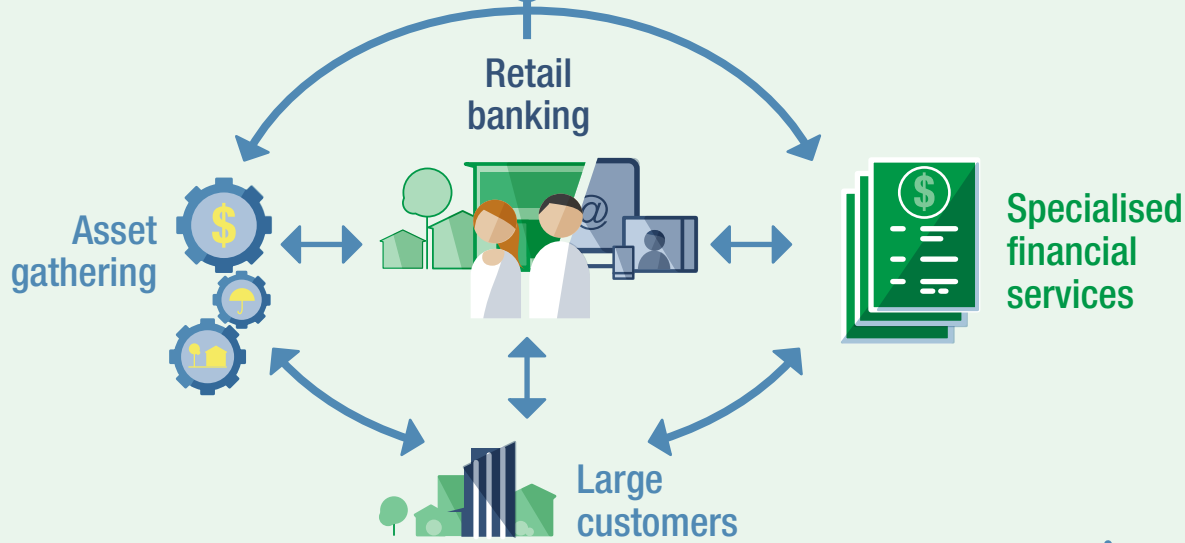 Retail
banking
@
$
$
Asset
gathering
Specialised
financial
services
Large
customers